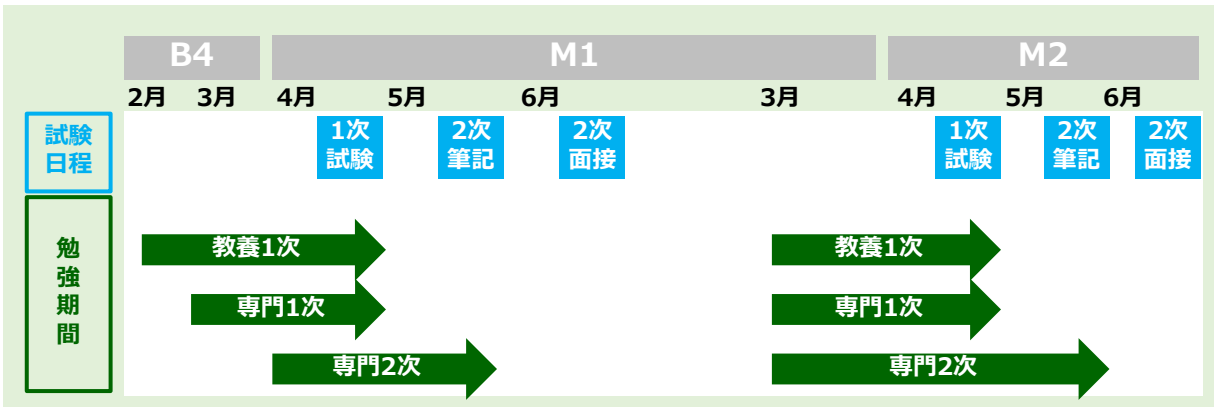 B4 M1 M2
2月 3月 4月 5月 6月 3月 4月 5月 6月
試験
日程
1次
試験
2次
筆記
2次
面接
1次
試験
2次
筆記
2次
面接
勉
強
期
間
教養1次 教養1次
専門1次 専門1次
専門2次 専門2次